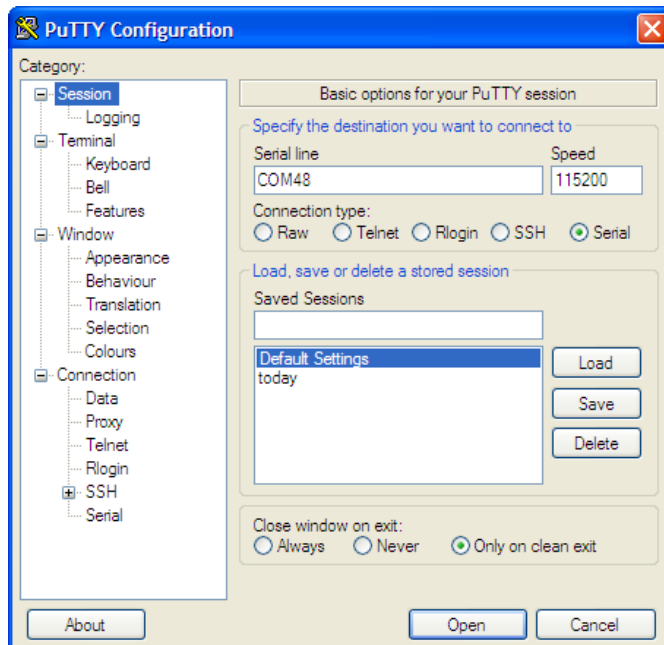 PuTTY Configuration
Category:
Session
Logging
Terminal
Keyboard
Bell
Features
Window
Appearance
Behaviour
Translation
Selection
Colours
Connection
Data
Proxy
Telnet
Rlogin
SSH
Serial
Basic options for your PuTTY session
Specify the destination you want to connect to
Serial line Speed
COM48 115200
Connection type:
Raw Telnet Rlogin SSH Serial
Load, save or delete a stored session
Saved Sessions
Default Settings
today
Load
Save
Delete
Close window on exit:
Always Never Only on clean exit
About Open Cancel